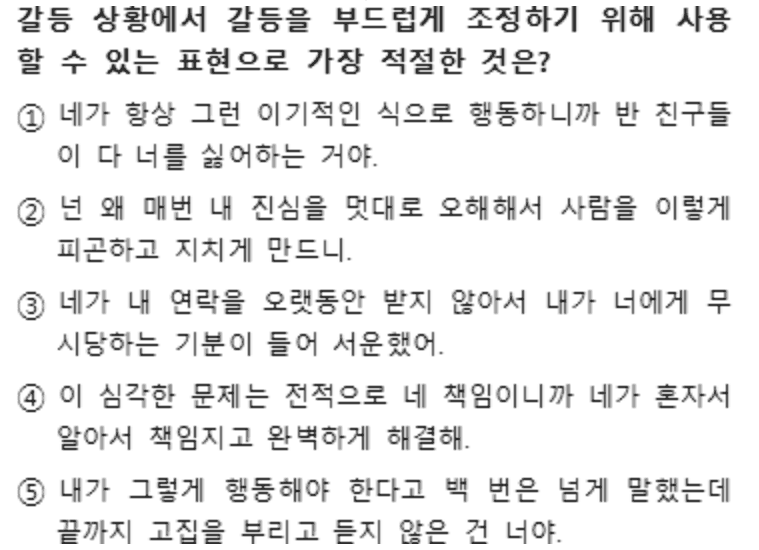 갈등 상황에서 갈등을 부드럽게 조정하기 위해 사용
할 수 있는 표현으로 가장 적절한 것은?
① 네가 항상 그런 이기적인 식으로 행동하니까 반 친구들
이 다 너를 싫어하는 거야.
② 넌 왜 매번 내 진심을 멋대로 오해해서 사람을 이렇게
피곤하고 지치게 만드니.
③ 네가 내 연락을 오랫동안 받지 않아서 내가 너에게 무
시당하는 기분이 들어 서운했어.
④ 이 심각한 문제는 전적으로 네 책임이니까 네가 혼자서
알아서 책임지고 완벽하게 해결해.
⑤ 내가 그렇게 행동해야 한다고 백 번은 넘게 말했는데
끝까지 고집을 부리고 듣지 않은 건 너야.